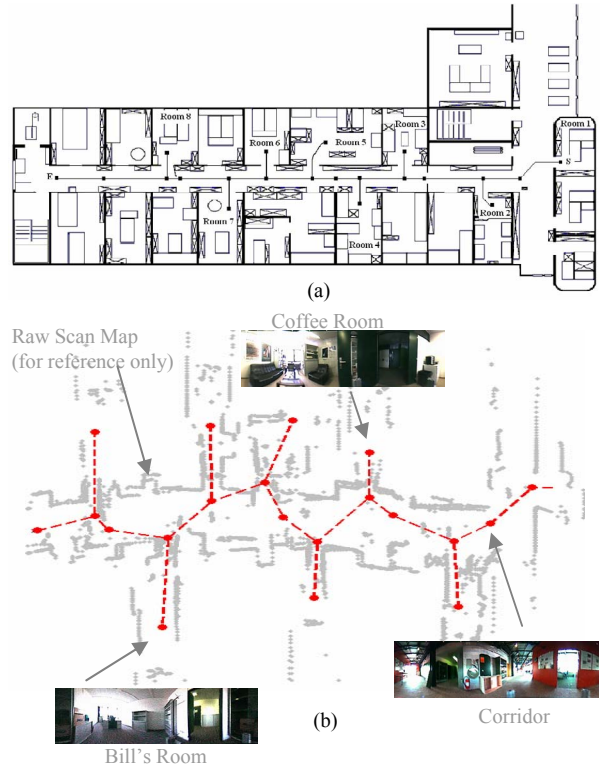 Room 1
Room 8
Room 3
Room 6
Room 5
E
S
Room 7
Room 2
Room 4
(a)
Coffee Room
Raw Scan Map
(for reference only)
Corridor
(b)
Bill's Room